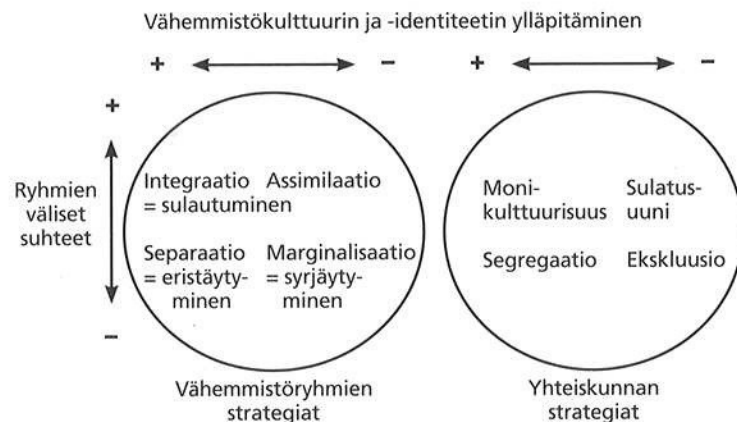 Vähemmistökulttuurin ja -identiteetin ylläpitäminen
+ – + –
+
Ryhmien
väliset
suhteet
–
Integraatio Assimilaatio
= sulautuminen
Separaatio Marginalisaatio
= eristäyty- = syrjäyty-
minen minen
Vähemmistöryhmien
strategiat
Moni- Sulatus-
kulttuurisuus uuni
Segregaatio Ekskluusio
Yhteiskunnan
strategiat